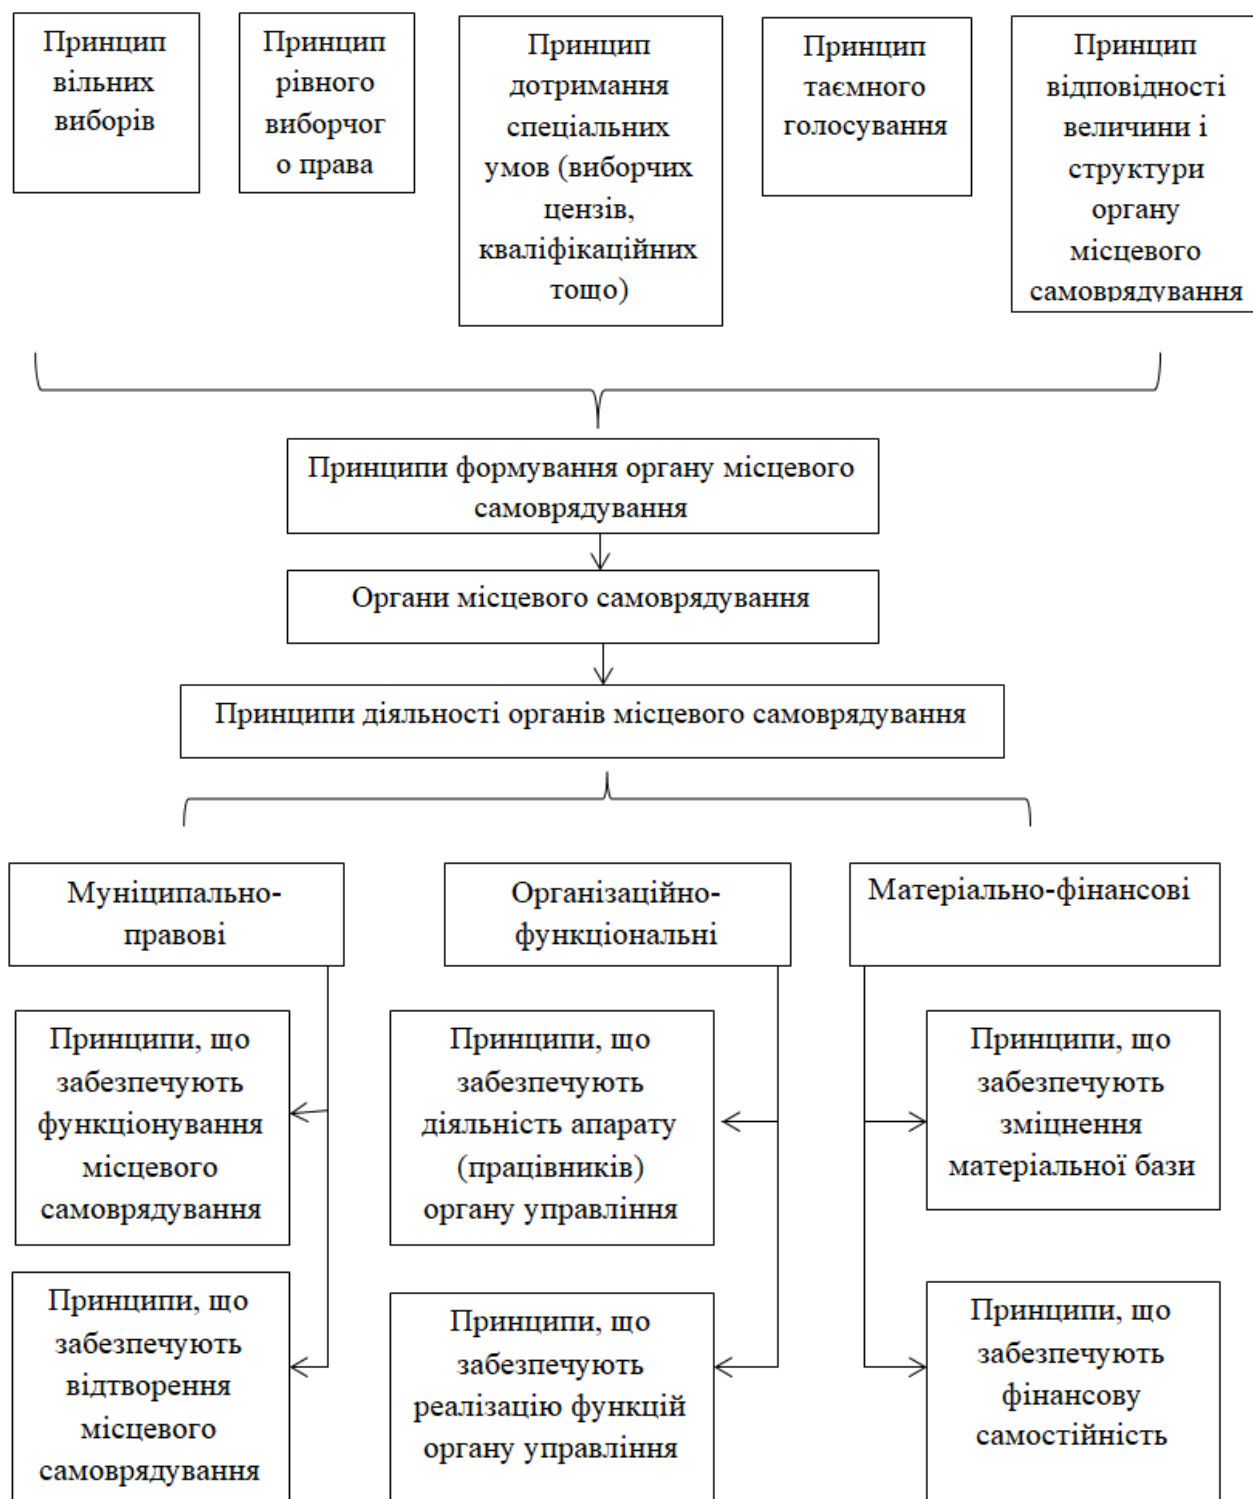 Принцип
вільних
виборів
Принцип
рівного
виборчог
о права
Принцип
дотримання
спеціальних
умов (виборчих
цензів,
кваліфікаційних
тощо)
Принцип
таємного
голосування
Принцип
відповідності
величини і
структури
органу
місцевого
самоврядування
Принципи формування органу місцевого
самоврядування
Органи місцевого самоврядування
Принципи діяльності органів місцевого самоврядування
Муніципально-
правові
Організаційно-
функціональні
Матеріально-фінансові
Принципи, що
забезпечують
функціонування
місцевого
самоврядування
Принципи, що
забезпечують
діяльність апарату
(працівників)
органу управління
Принципи, що
забезпечують
зміцнення
матеріальної бази
Принципи, що
забезпечують
відтворення
місцевого
самоврядування
Принципи, що
забезпечують
реалізацію функцій
органу управління
Принципи, що
забезпечують
фінансову
самостійність